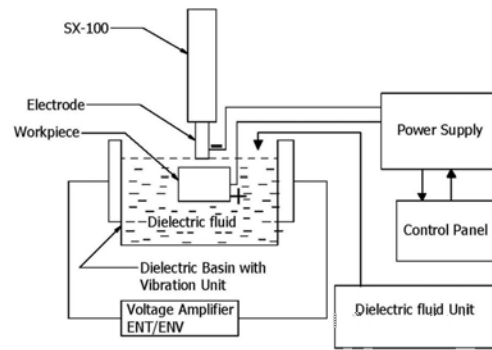 SX-100
Electrode
Workpiece
Power Supply
Dielectric fluid
Control Panel
Dielectric Basin with
Vibration Unit
Voltage Amplifier
ENT/ENV
Dielectric fluid Unit